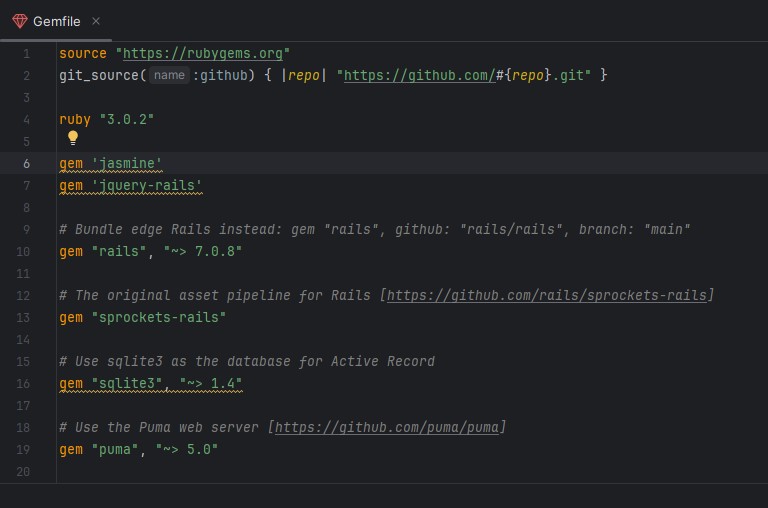 Gemfile
1 source "https://rubygems.org"
2 git_source( name :github) { |repo| "https://github.com/#{repo}.git" }
3
4 ruby "3.0.2"
5
6 gem 'jasmine'
7 gem 'jquery-rails'
8
9 # Bundle edge Rails instead: gem "rails", github: "rails/rails", branch: "main"
10 gem "rails", "~> 7.0.8"
11
12 # The original asset pipeline for Rails [https://github.com/rails/sprockets-rails]
13 gem "sprockets-rails"
14
15 # Use sqlite3 as the database for Active Record
16 gem "sqlite3", "~> 1.4"
17
18 # Use the Puma web server [https://github.com/puma/puma]
19 gem "puma", "~> 5.0"
20